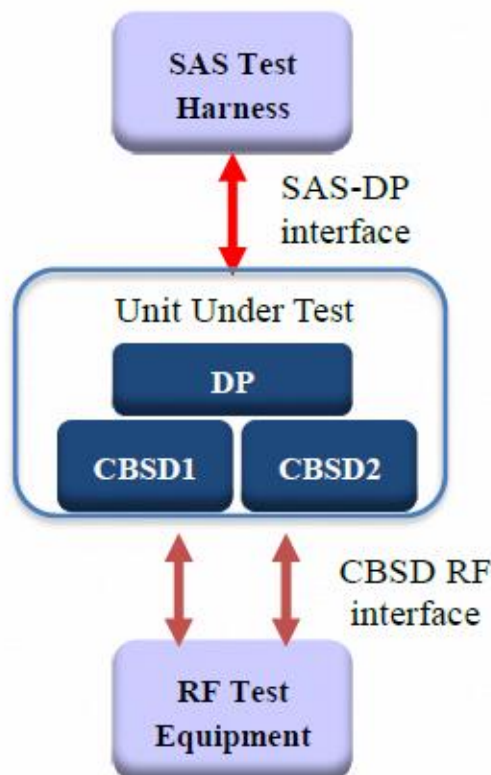 SAS Test
Harness
SAS-DP
interface
Unit Under Test
DP
CBSD1
CBSD2
CBSD RF
interface
RF Test
Equipment